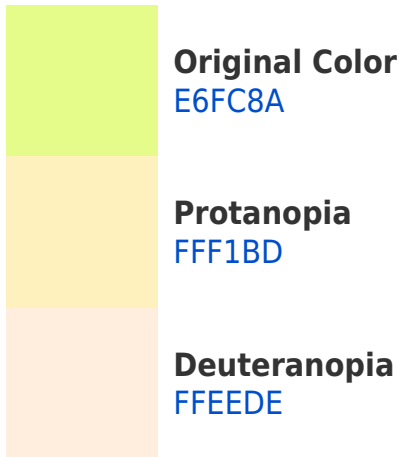 Original Color
E6FC8A
Protanopia
FFF1BD
Deuteranopia
FFEEDE